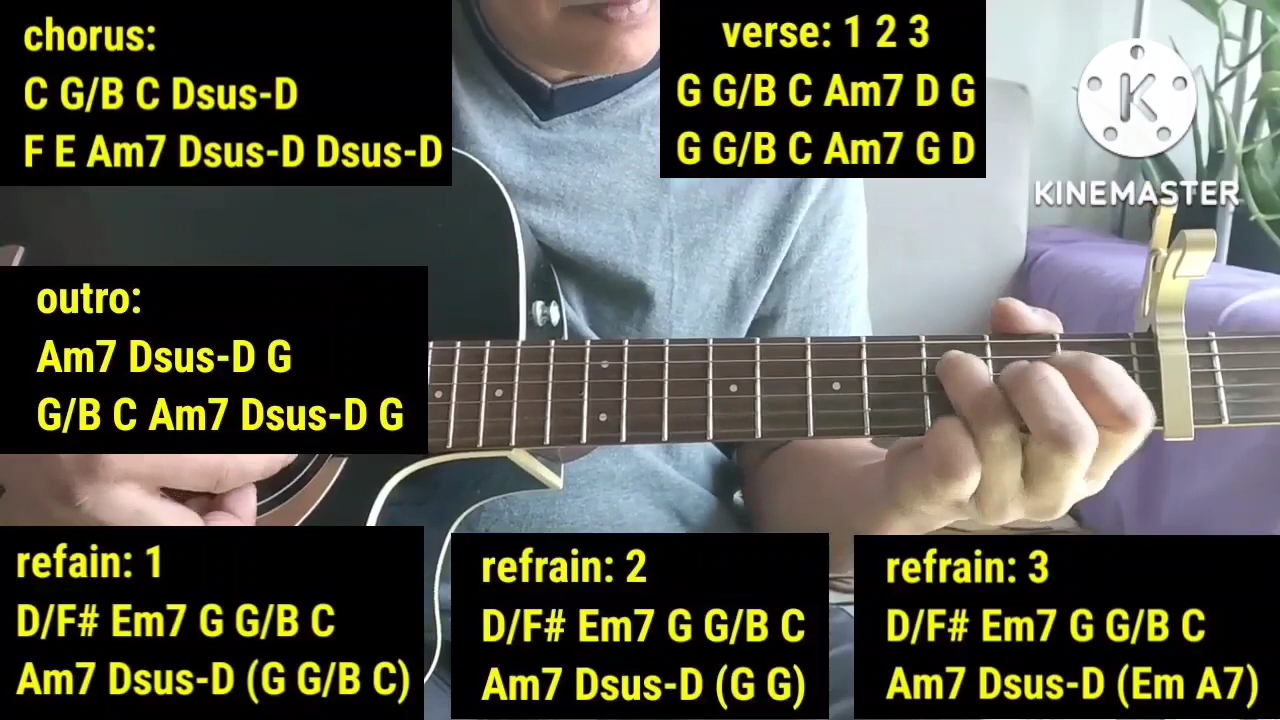 chorus:
C G/B C Dsus-D
F E Am7 Dsus-D Dsus-D
verse: 1 2 3
G G/B C Am7 D G
G G/B C Am7 G D
K
KINEMASTER
outro:
Am7 Dsus-D G
G/B C Am7 Dsus-D G
refain: 1
D/F# Em7 G G/B C
Am7 Dsus-D (G G/B C)
refrain: 2
D/F# Em7 G G/B C
Am7 Dsus-D (G G)
refrain: 3
D/F# Em7 G G/B C
Am7 Dsus-D (Em A7)